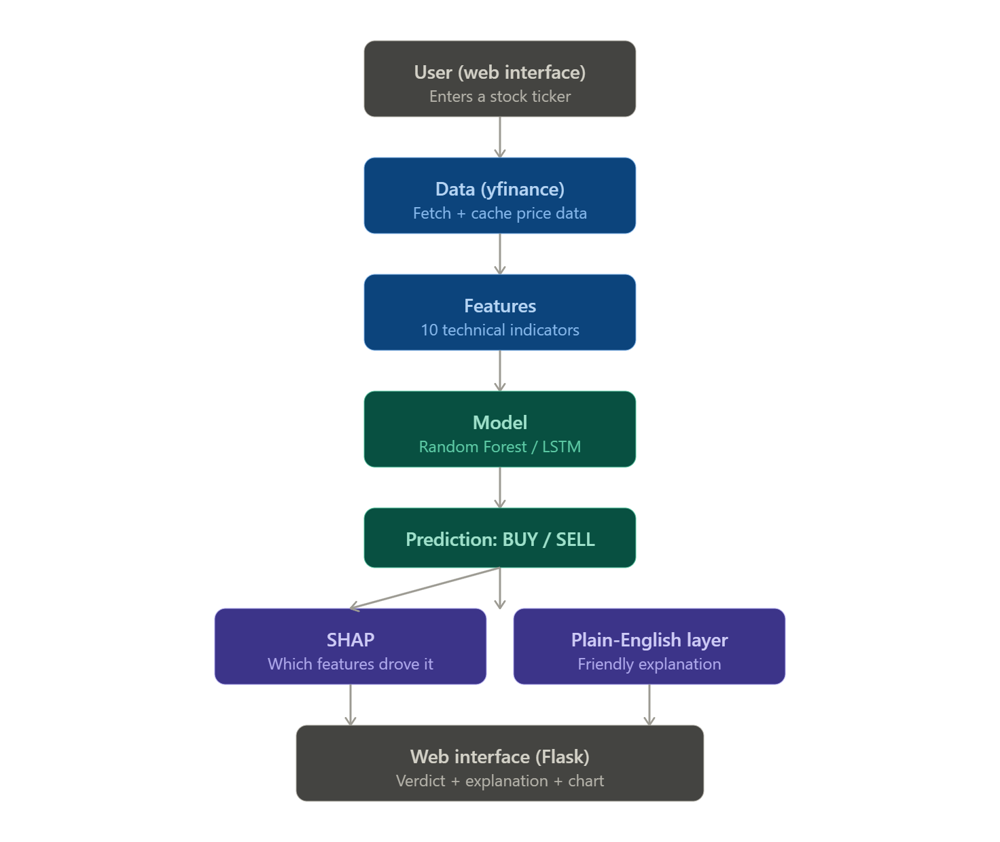 User (web interface)
Enters a stock ticker
Data (yfinance)
Fetch + cache price data
Features
10 technical indicators
Model
Random Forest / LSTM
Prediction: BUY / SELL
SHAP
Which features drove it
Plain-English layer
Friendly explanation
Web interface (Flask)
Verdict + explanation + chart